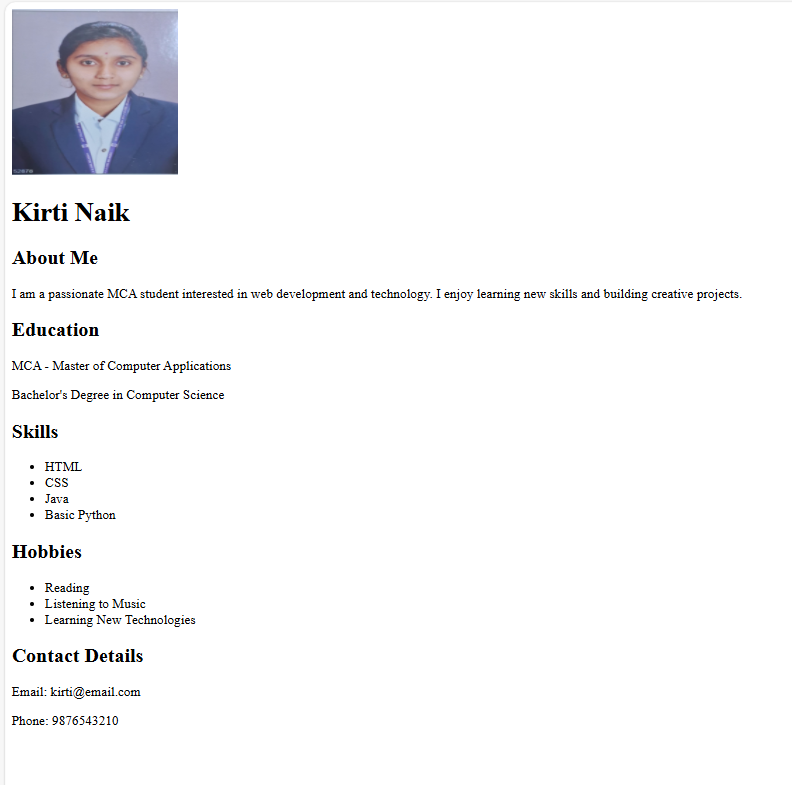 Kirti Naik
About Me
I am a passionate MCA student interested in web development and technology. I enjoy learning new skills and building creative projects.
Education
MCA - Master of Computer Applications
Bachelor's Degree in Computer Science
Skills
HTML
CSS
Java
Basic Python
Hobbies
Reading
Listening to Music
Learning New Technologies
Contact Details
Email: kirti@email.com
Phone: 9876543210